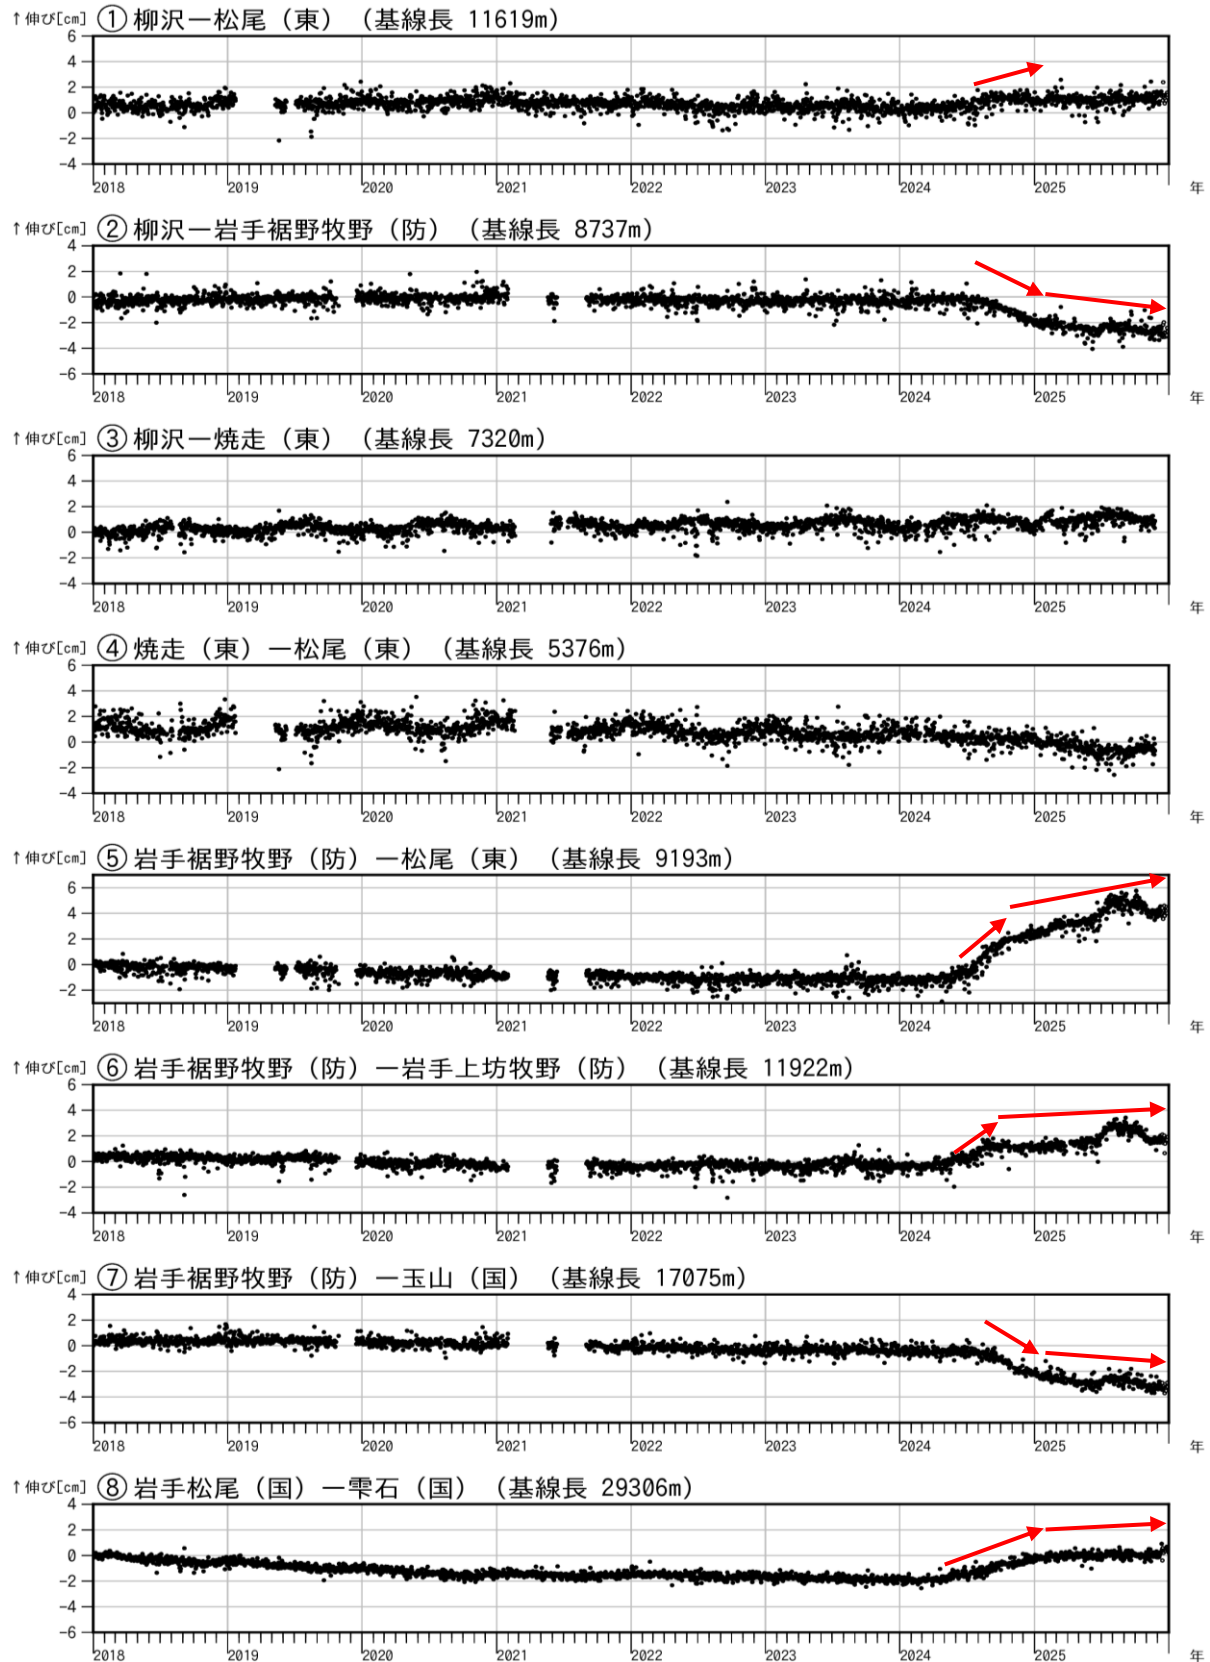 ↑伸び[cm] ①柳沢ー松尾（東）（基線長 11619m）
6
4
2
0
-2
-4
2018 2019 2020 2021 2022 2023 2024 2025 年
↑伸び[cm] ②柳沢ー岩手裾野牧野（防）（基線長 8737m）
4
2
0
-2
-4
-6
2018 2019 2020 2021 2022 2023 2024 2025 年
↑伸び[cm] ③柳沢ー焼走（東）（基線長 7320m）
6
4
2
0
-2
-4
2018 2019 2020 2021 2022 2023 2024 2025 年
↑伸び[cm] ④焼走（東）ー松尾（東）（基線長 5376m）
6
4
2
0
-2
-4
2018 2019 2020 2021 2022 2023 2024 2025 年
↑伸び[cm] ⑤岩手裾野牧野（防）ー松尾（東）（基線長 9193m）
6
4
2
0
-2
2018 2019 2020 2021 2022 2023 2024 2025 年
↑伸び[cm] ⑥岩手裾野牧野（防）ー岩手上坊牧野（防）（基線長 11922m）
6
4
2
0
-2
-4
2018 2019 2020 2021 2022 2023 2024 2025 年
↑伸び[cm] ⑦岩手裾野牧野（防）ー玉山（国）（基線長 17075m）
4
2
0
-2
-4
-6
2018 2019 2020 2021 2022 2023 2024 2025 年
↑伸び[cm] ⑧岩手松尾（国）ー雫石（国）（基線長 29306m）
4
2
0
-2
-4
-6
2018 2019 2020 2021 2022 2023 2024 2025 年